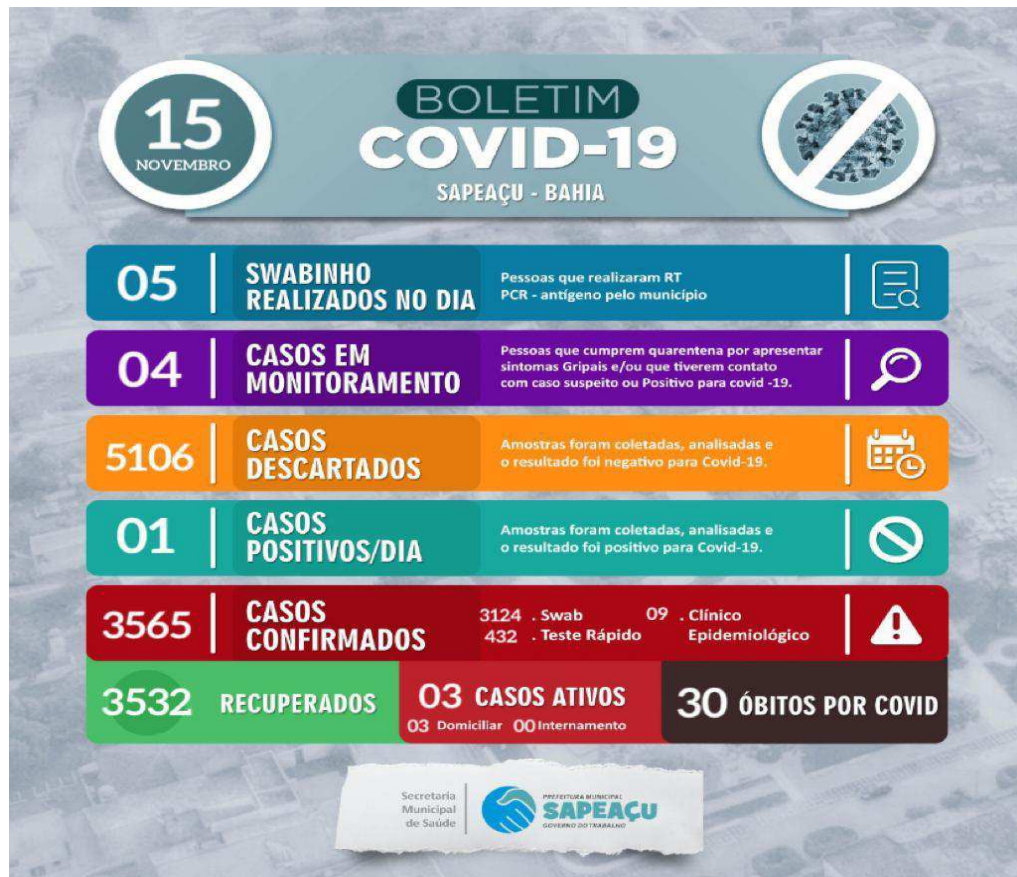 15
NOVEMBRO
BOLETIM
COVID-19
SAPEAÇU - BAHIA
05
SWABINHO
REALIZADOS NO DIA
Pessoas que realizaram RT
PCR - antígeno pelo município
04
CASOS EM
MONITORAMENTO
Pessoas que cumprem quarentena por apresentar
sintomas Gripais e/ou que tiverem contato
com caso suspeito ou Positivo para covid -19.
5106
CASOS
DESCARTADOS
Amostras foram coletadas, analisadas e
o resultado foi negativo para Covid-19.
01
CASOS
POSITIVOS/DIA
Amostras foram coletadas, analisadas e
o resultado foi positivo para Covid-19.
3565
CASOS
CONFIRMADOS
3124 . Swab
432 . Teste Rápido
09 . Clínico
Epidemiológico
3532 RECUPERADOS
03 CASOS ATIVOS
03 Domiciliar 00 Internamento
30 ÓBITOS POR COVID
Secretaria
Municipal
de Saúde
PREFEITURA MUNICIPAL
SAPEAÇU
GOVERNO DO TRABALHO